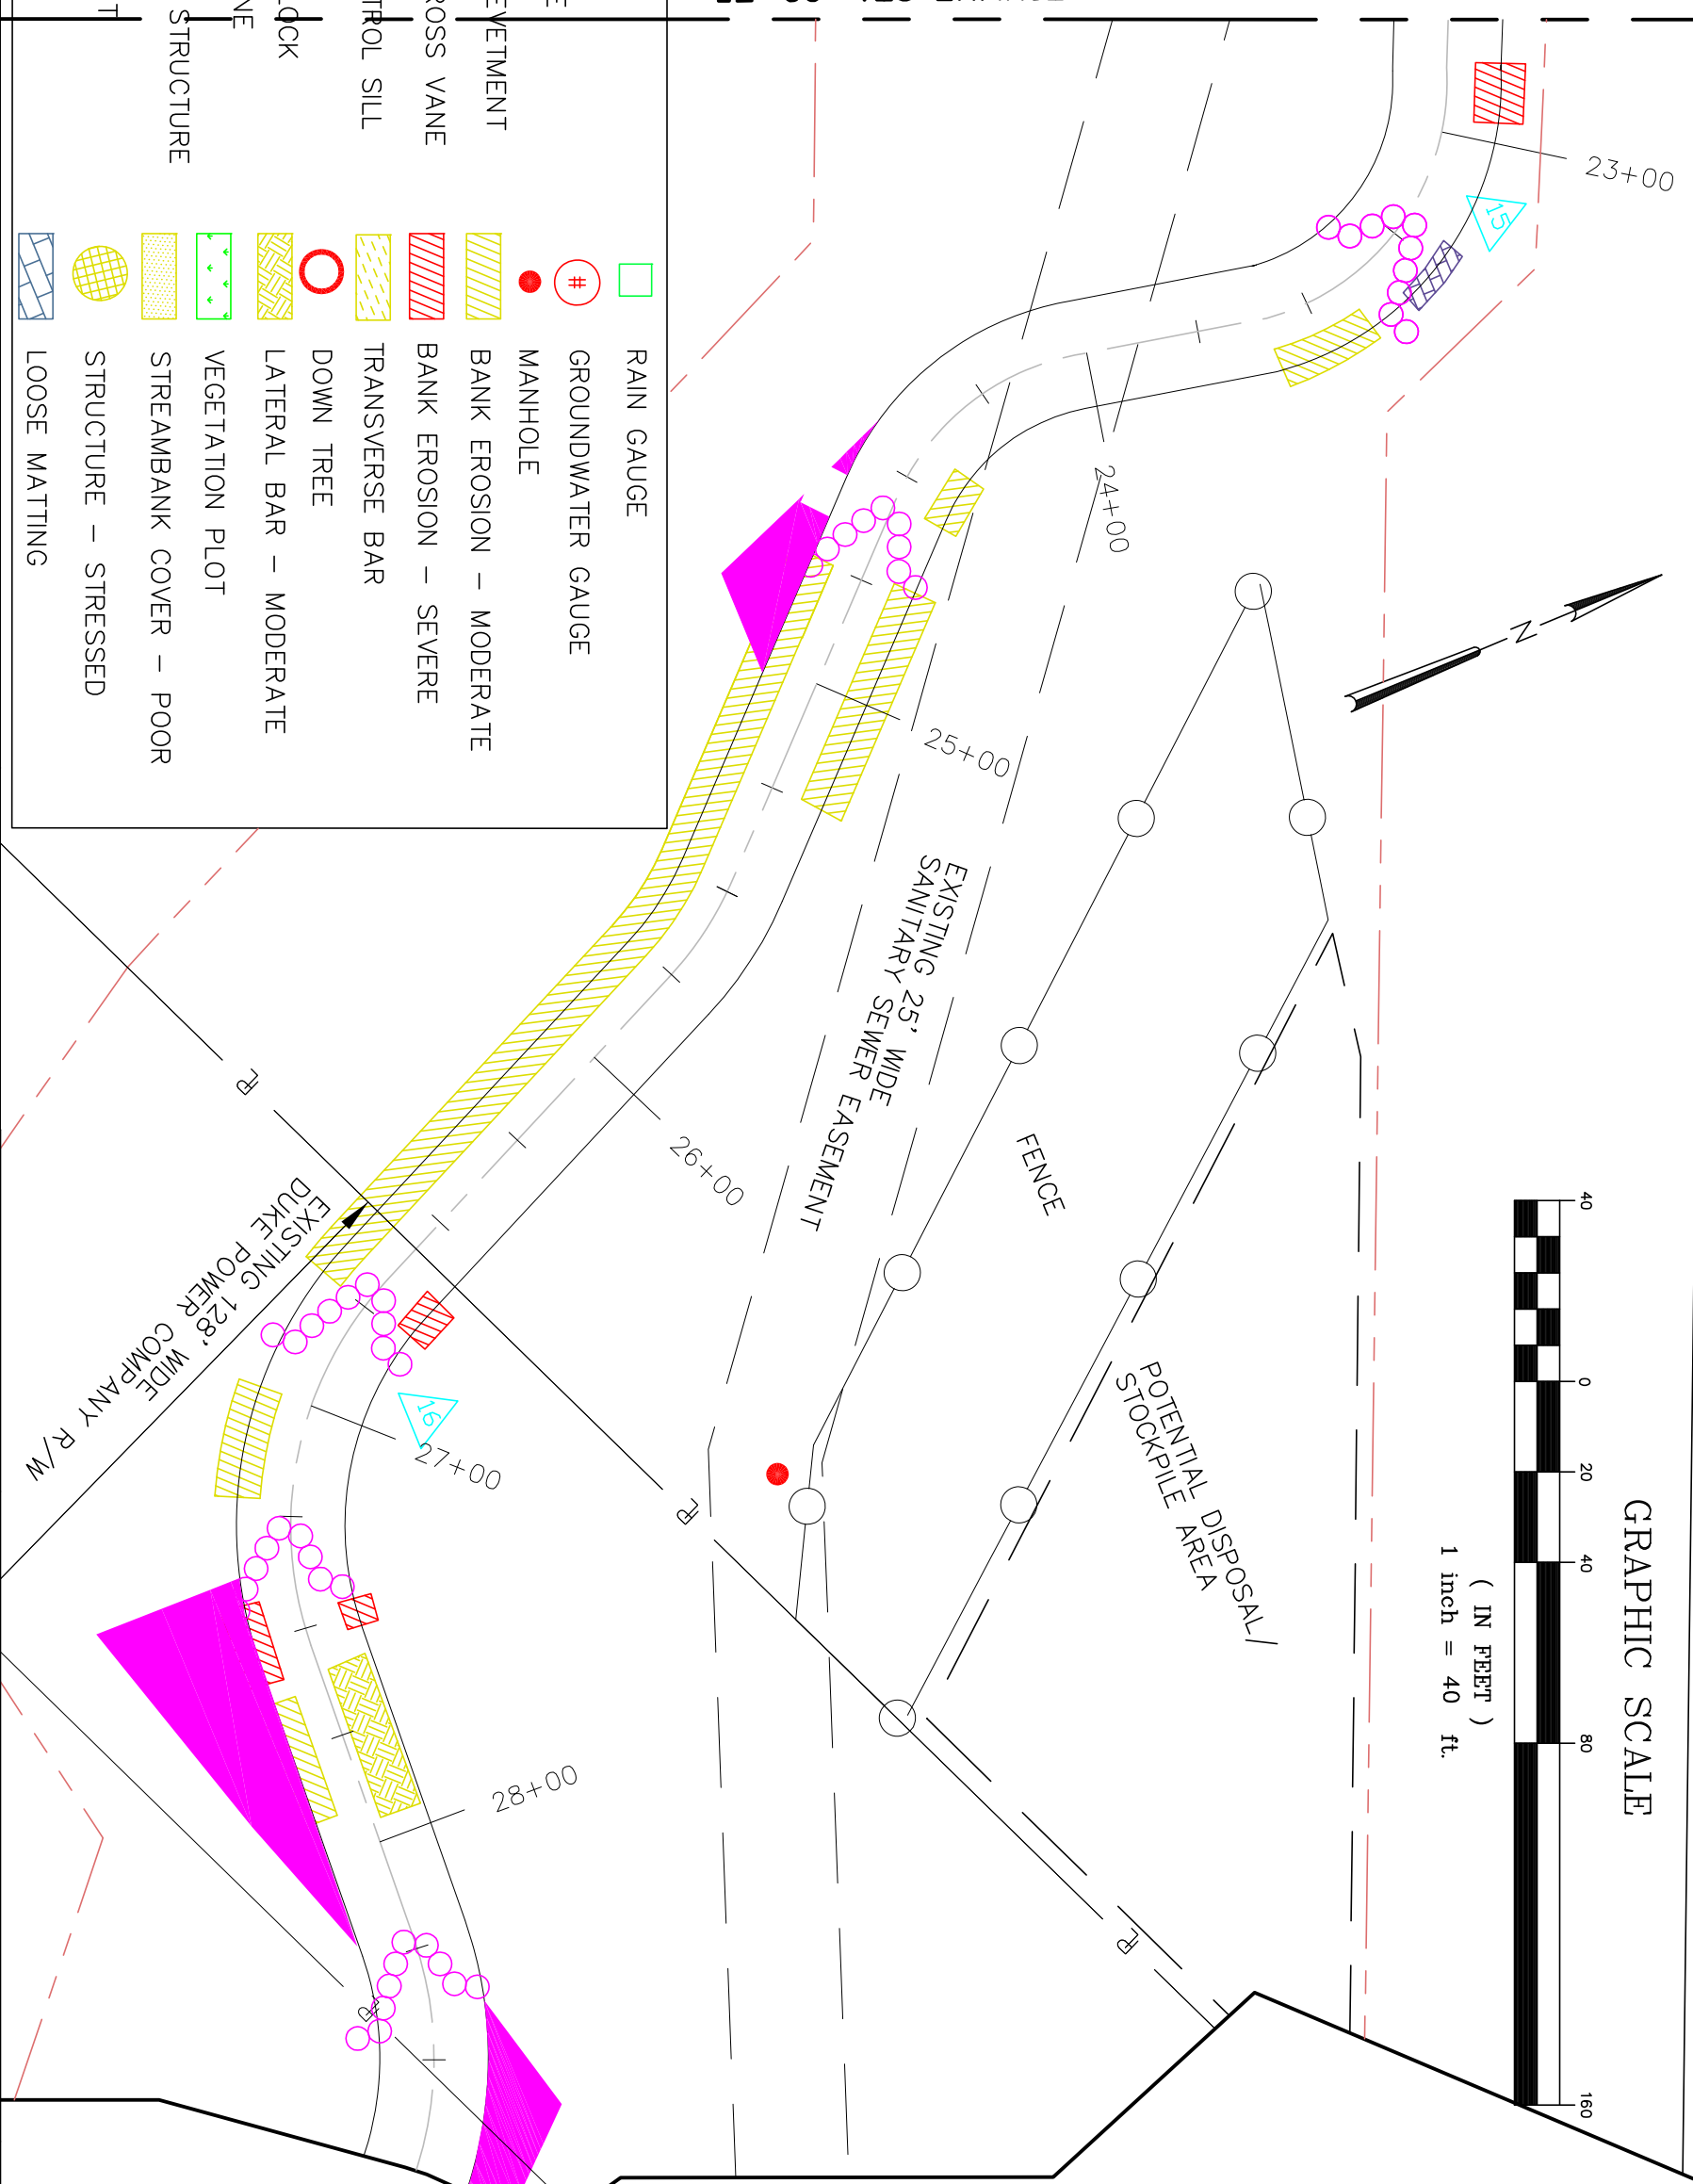 RAIN GAUGE
#
GROUNDWATER GAUGE
MANHOLE
BANK EROSION – MODERATE
BANK EROSION – SEVERE
TRANSVERSE BAR
DOWN TREE
LATERAL BAR – MODERATE
VEGETATION PLOT
STREAMBANK COVER – POOR
STRUCTURE – STRESSED
LOOSE MATTING
EVETMENT
ROSS VANE
TROL SILL
LOCK
NE
STRUCTURE
T
23+00
15
24+00
N
25+00
EXISTING 25' WIDE
SANITARY SEWER EASEMENT
FENCE
26+00
EXISTING 128' WIDE
DUKE POWER COMPANY R/W
16
27+00
28+00
POTENTIAL DISPOSAL/
STOCKPILE AREA
GRAPHIC SCALE
40
0
20
40
80
160
( IN FEET )
1 inch = 40 ft.